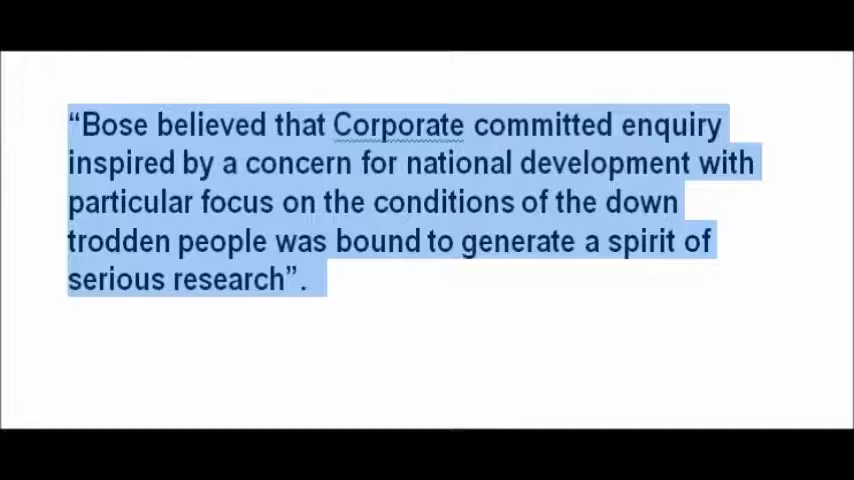 “Bose believed that Corporate committed enquiry
inspired by a concern for national development with
particular focus on the conditions of the down
trodden people was bound to generate a spirit of
serious research”.